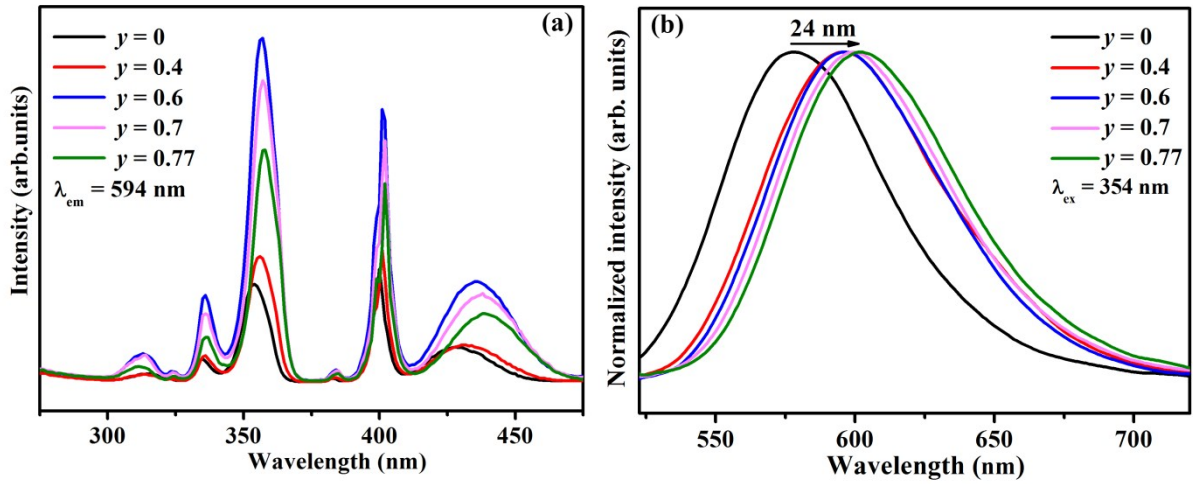 (a)
y = 0
y = 0.4
y = 0.6
y = 0.7
y = 0.77
λem = 594 nm
Intensity (arb.units)
300 350 400 450
Wavelength (nm)
(b)
24 nm
y = 0
y = 0.4
y = 0.6
y = 0.7
y = 0.77
λex = 354 nm
Normalized intensity (arb. units)
550 600 650 700
Wavelength (nm)